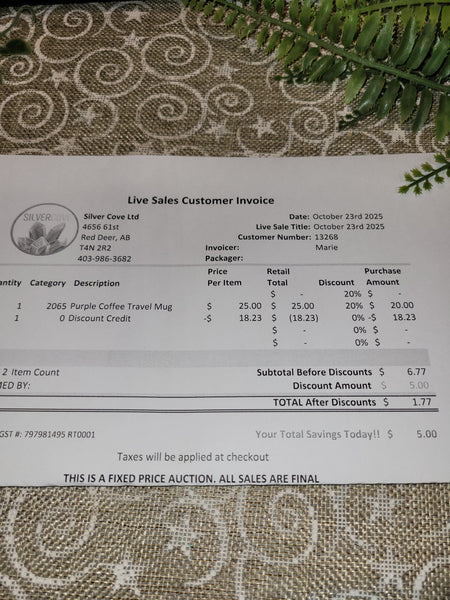 Live Sales Customer Invoice
SILVERCOVE
Silver Cove Ltd
4656 61st
Red Deer, AB
T4N 2R2
403-986-3682
Date: October 23rd 2025
Live Sale Title: October 23rd 2025
Customer Number: 13268
Invoicer: Marie
Packager:
antity Category Description Price Per Item Retail Total Discount Purchase Amount
$ - 20% $ -
1 2065 Purple Coffee Travel Mug $ 25.00 $ 25.00 20% $ 20.00
1 0 Discount Credit -$ 18.23 $ (18.23) 0% -$ 18.23
$ - 0% $ -
$ - 0% $ -
2 Item Count Subtotal Before Discounts $ 6.77
MED BY: Discount Amount $ 5.00
TOTAL After Discounts $ 1.77
GST #: 797981495 RT0001 Your Total Savings Today!! $ 5.00
Taxes will be applied at checkout
THIS IS A FIXED PRICE AUCTION. ALL SALES ARE FINAL